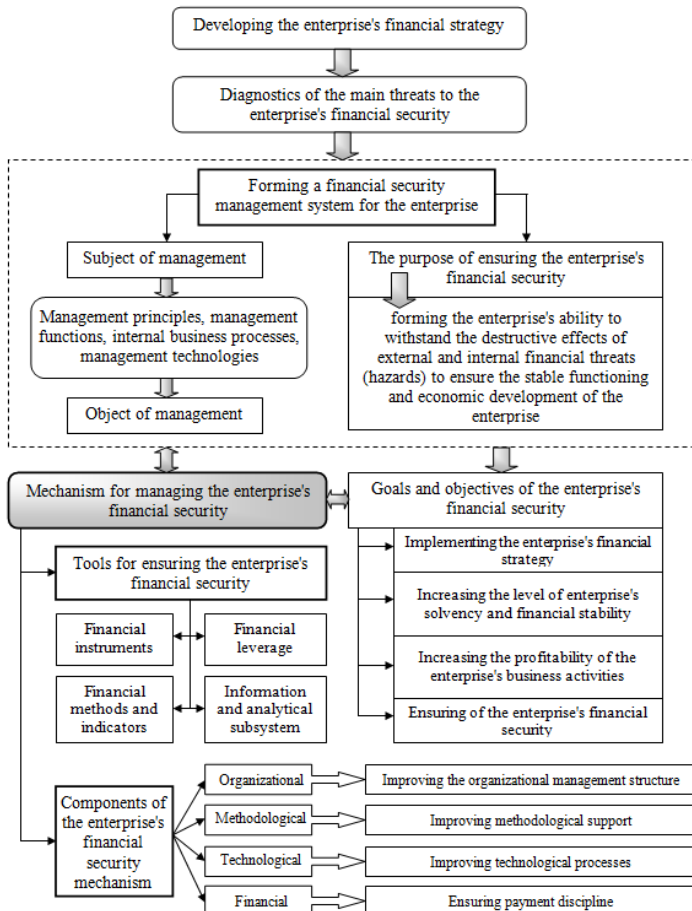 Developing the enterprise's financial strategy
Diagnostics of the main threats to the
enterprise's financial security
Forming a financial security
management system for the enterprise
Subject of management
Management principles, management
functions, internal business processes,
management technologies
Object of management
The purpose of ensuring the enterprise's
financial security
forming the enterprise's ability to
withstand the destructive effects of
external and internal financial threats
(hazards) to ensure the stable functioning
and economic development of the
enterprise
Mechanism for managing the enterprise's
financial security
Goals and objectives of the enterprise's
financial security
Implementing the enterprise's financial
strategy
Increasing the level of enterprise's
solvency and financial stability
Increasing the profitability of the
enterprise's business activities
Ensuring of the enterprise's financial
security
Tools for ensuring the enterprise's
financial security
Financial
instruments
Financial
leverage
Financial
methods and
indicators
Information
and analytical
subsystem
Components of
the enterprise's
financial
security
mechanism
Organizational
Improving the organizational management structure
Methodological
Improving methodological support
Technological
Improving technological processes
Financial
Ensuring payment discipline